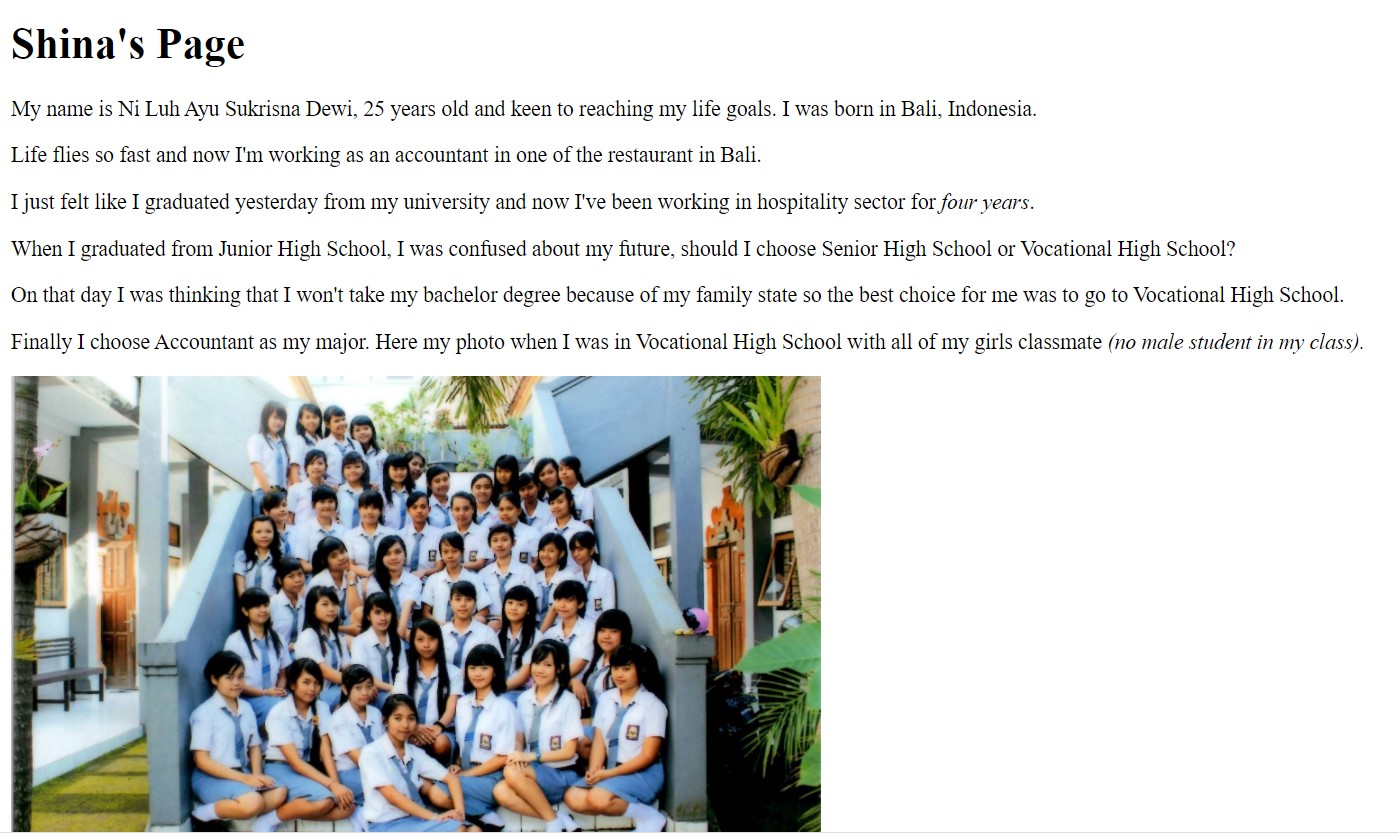 Shina's Page
My name is Ni Luh Ayu Sukrisna Dewi, 25 years old and keen to reaching my life goals. I was born in Bali, Indonesia.
Life flies so fast and now I'm working as an accountant in one of the restaurant in Bali.
I just felt like I graduated yesterday from my university and now I've been working in hospitality sector for four years.
When I graduated from Junior High School, I was confused about my future, should I choose Senior High School or Vocational High School?
On that day I was thinking that I won't take my bachelor degree because of my family state so the best choice for me was to go to Vocational High School.
Finally I choose Accountant as my major. Here my photo when I was in Vocational High School with all of my girls classmate (no male student in my class).